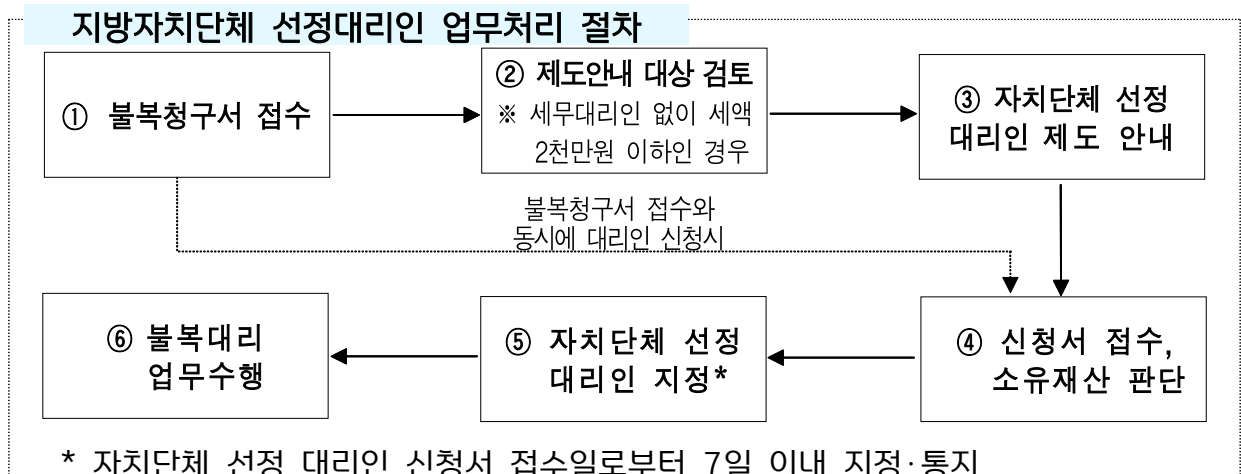 지방자치단체 선정대리인 업무처리 절차
① 불복청구서 접수
② 제도안내 대상 검토
※ 세무대리인 없이 세액
2천만원 이하인 경우
③ 자치단체 선정
대리인 제도 안내
불복청구서 접수와
동시에 대리인 신청시
④ 신청서 접수,
소유재산 판단
⑤ 자치단체 선정
대리인 지정*
⑥ 불복대리
업무수행
* 자치단체 선정 대리인 신청서 접수일로부터 7일 이내 지정·통지